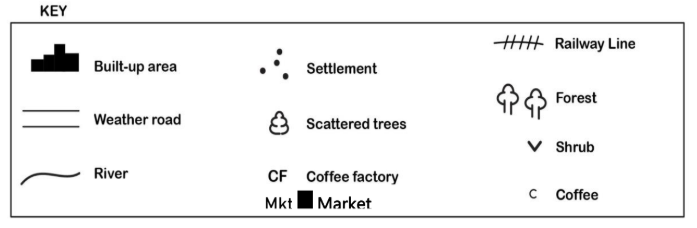 KEY
Built-up area
Weather road
River
Settlement
Scattered trees
CF Coffee factory
Mkt Market
Railway Line
Forest
Shrub
C Coffee